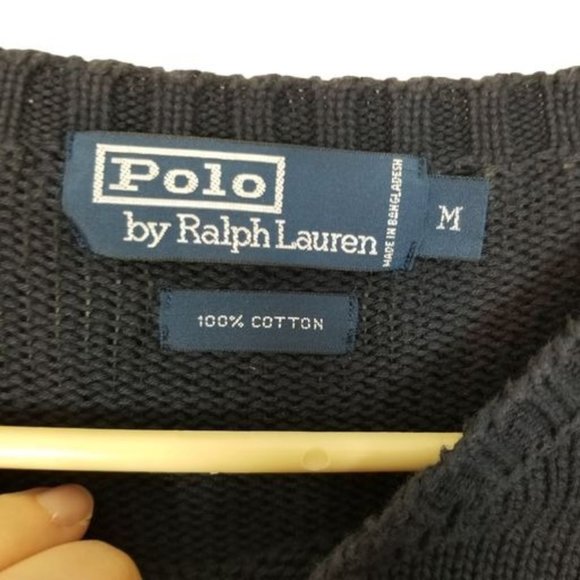 Polo
by Ralph Lauren
MADE IN BANGLADESH
M
100% COTTON